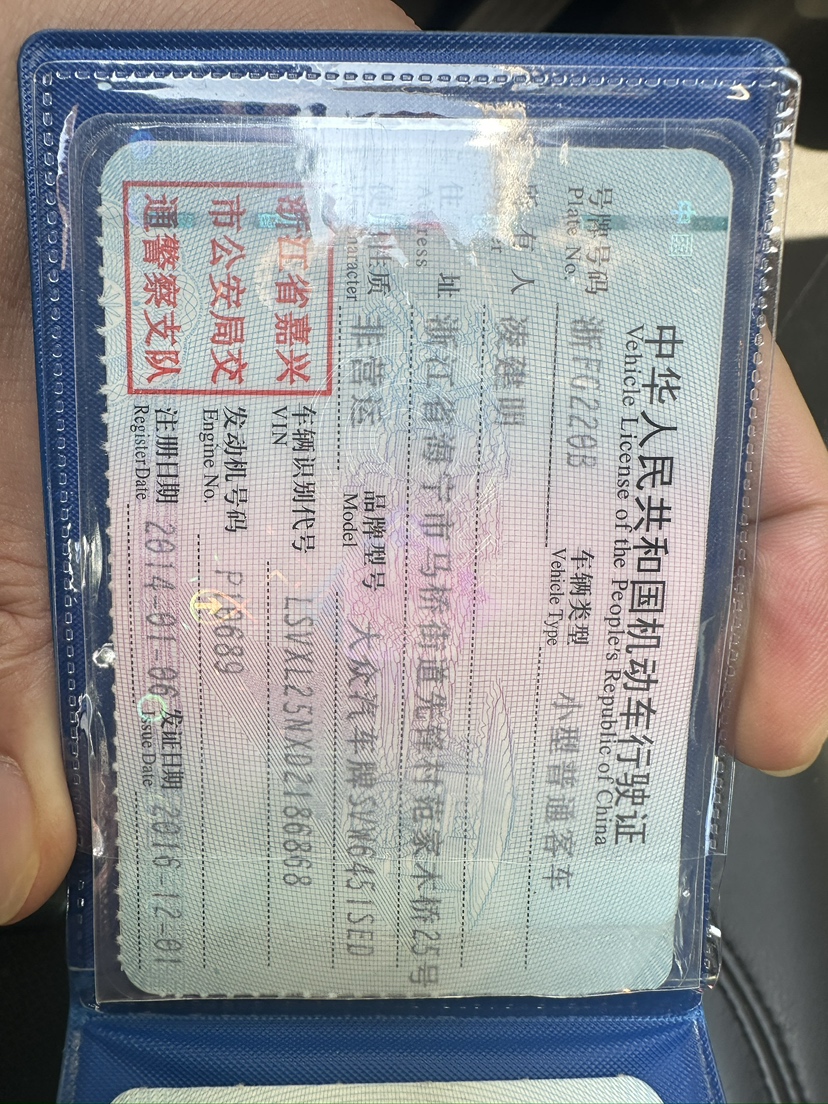 中国
中华人民共和国机动车行驶证
Vehicle License of the People's Republic of China
号牌号码 浙FG220B 车辆类型 小型普通客车
Plate No. Vehicle Type
所有人 建明
住址 浙江省海宁市马桥街道先锋村范家木桥25号
Address
使用性质 非营运 品牌型号 大众汽车牌SVW6451SED
Character Model
浙江省嘉兴
市公安局交
通警察支队
车辆识别代号 LSVXL25NXD2186868
VIN
发动机号码 P10689
Engine No.
注册日期 2014-01-06 发证日期 2016-12-01
Register Date Issue Date